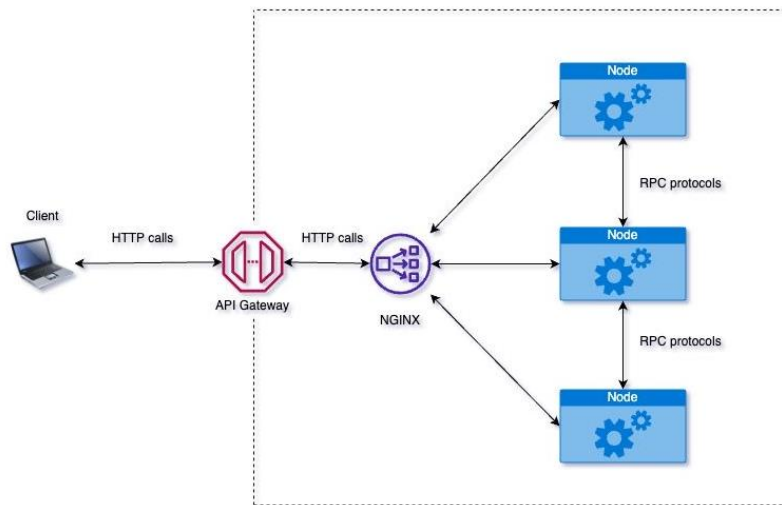 Node
RPC protocols
Client
HTTP calls
HTTP calls
Node
API Gateway
NGINX
RPC protocols
Node